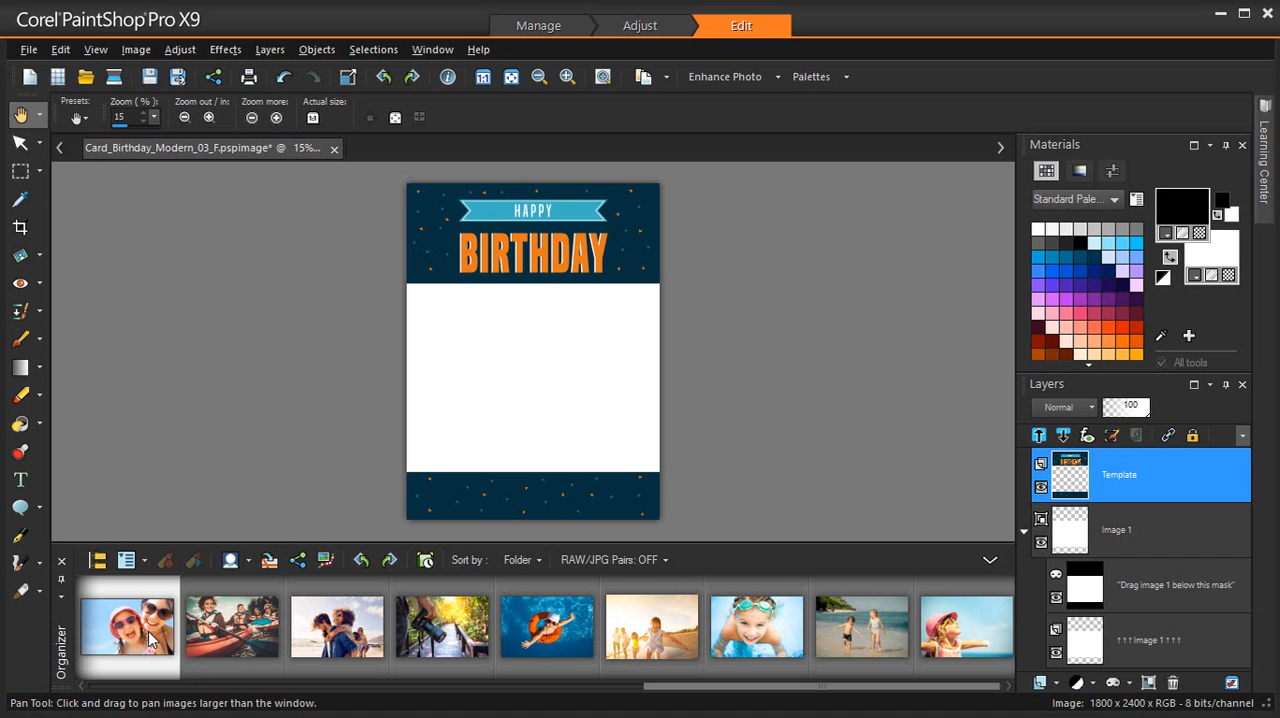 Corel PaintShop Pro X9
Manage
Adjust
Edit
File Edit View Image Adjust Effects Layers Objects Selections Window Help
Enhance Photo
Palettes
Presets:
Zoom ( % ):
15
Zoom out / in:
Zoom more:
Actual size:
Card_Birthday_Modern_03_F.pspimage* @ 15%...
HAPPY
BIRTHDAY
Materials
Standard Pale...
All tools
Learning Center
Layers
Normal
100
Template
Image 1
"Drag image 1 below this mask"
↑↑↑ Image 1 ↑↑↑
Organizer
Sort by :
Folder
RAW/JPG Pairs: OFF
Pan Tool: Click and drag to pan images larger than the window.
Image: 1800 x 2400 x RGB - 8 bits/channel